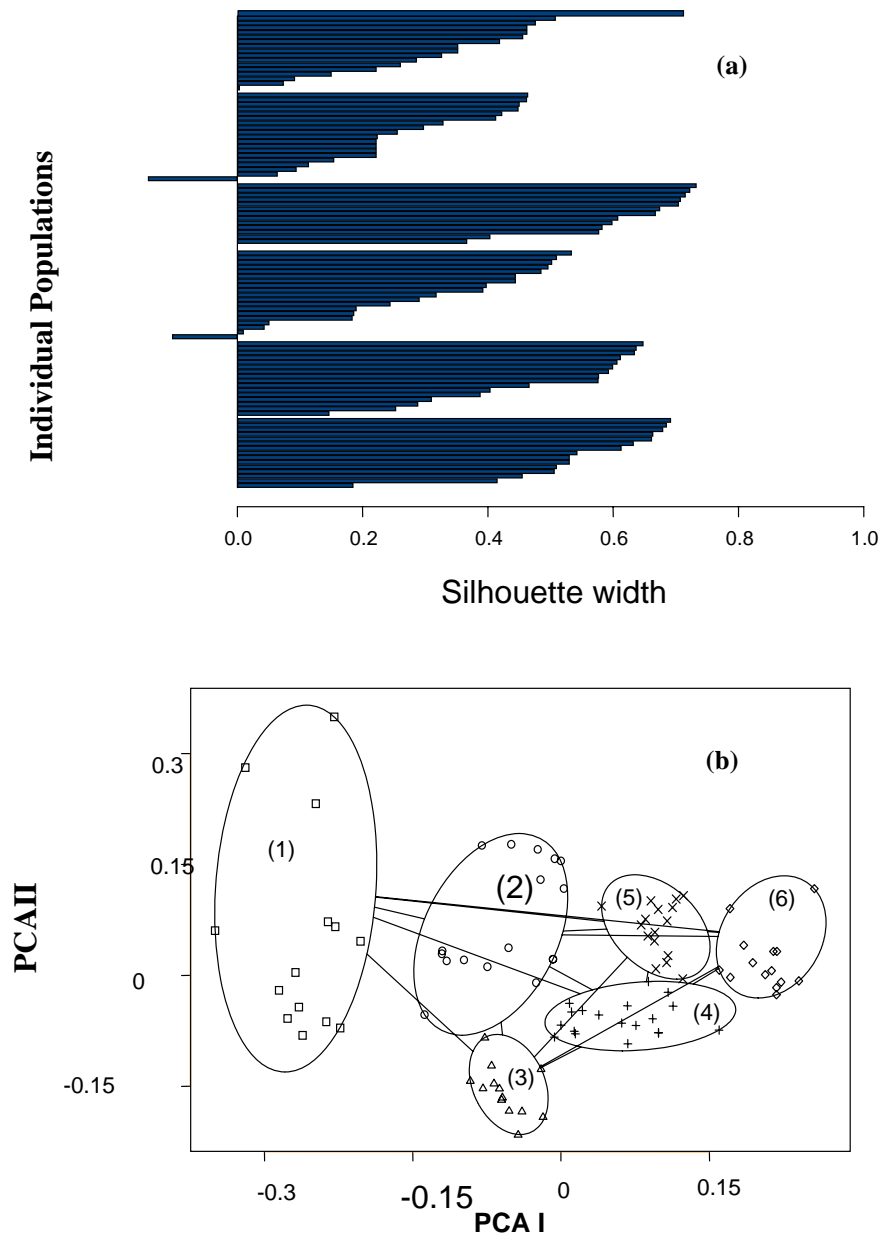 (a)
Individual Populations
0.0 0.2 0.4 0.6 0.8 1.0
Silhouette width
(b)
0.3
0.15
0
-0.15
PCAII
(1)
(2)
(5)
(6)
(4)
(3)
-0.3 -0.15 0 0.15
PCA I